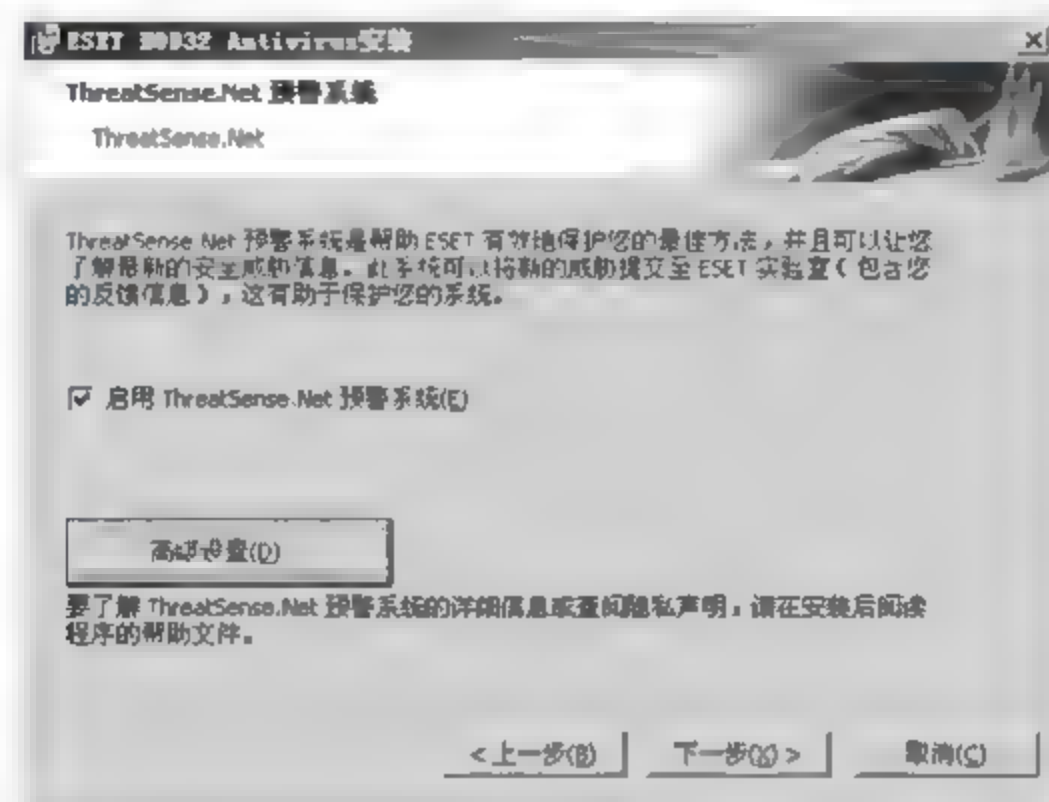 ESET NOD32 Antivirus安装
ThreatSense.Net 预警系统
ThreatSense.Net
ThreatSense.Net 预警系统是帮助 ESET 有效地保护您的最佳方法，并且可以让您
了解最新的安全威胁信息。此系统可以将新的威胁提交至 ESET 实验室（包含您
的反馈信息），这有助于保护您的系统。
启用 ThreatSense.Net 预警系统(E)
高级设置(D)
要了解 ThreatSense.Net 预警系统的详细信息或查阅隐私声明，请在安装后阅读
程序的帮助文件。
<上一步(B)
下一步(N) >
取消(C)